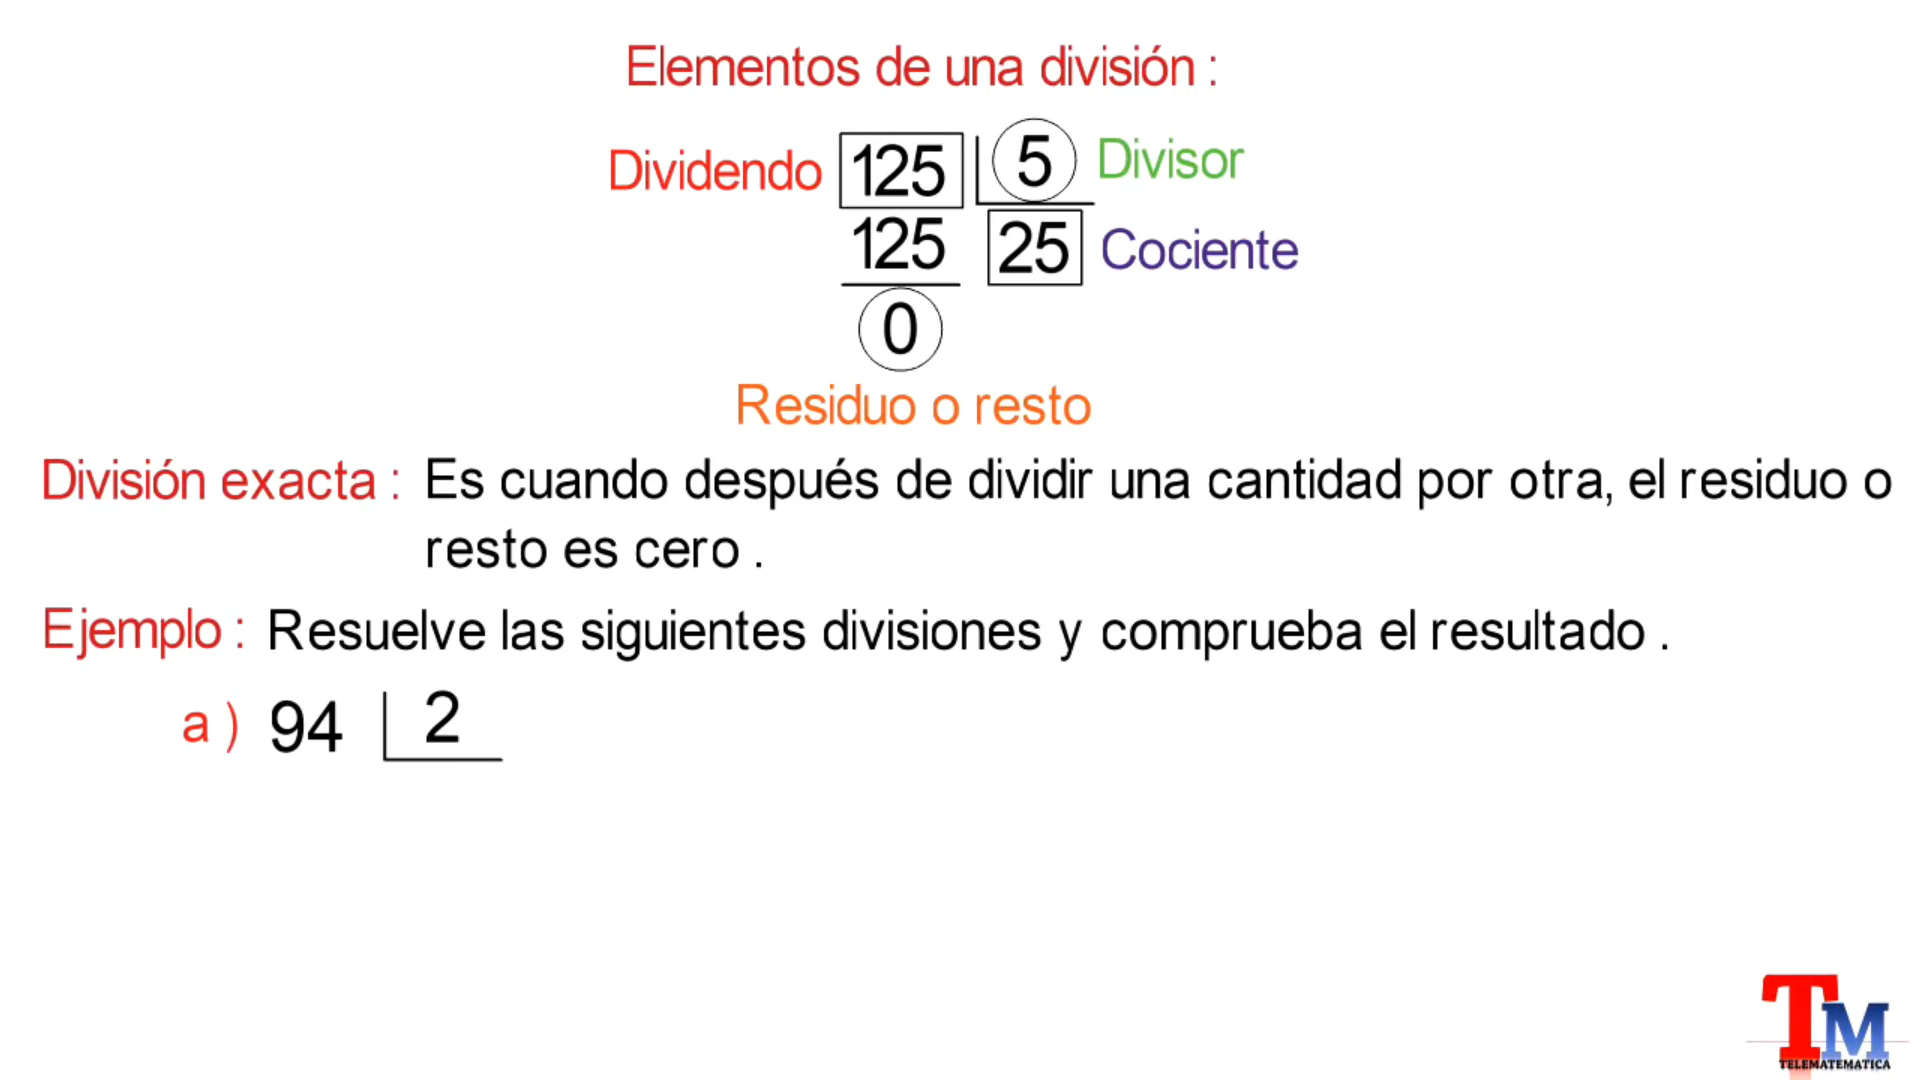 Elementos de una división :
Dividendo 125 5 Divisor
125 25 Cociente
0
Residuo o resto
División exacta : Es cuando después de dividir una cantidad por otra, el residuo o
resto es cero .
Ejemplo : Resuelve las siguientes divisiones y comprueba el resultado .
a ) 94 2
TM
TELEMATEMATICA